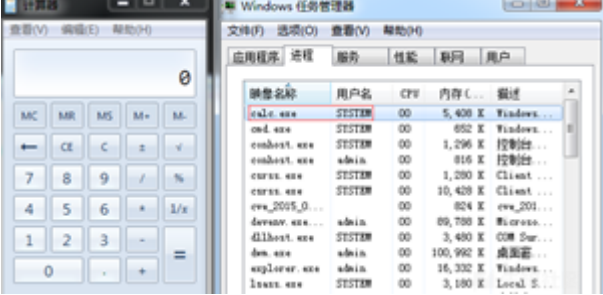 计算器
查看(V) 编辑(E) 帮助(H)
0
MC MR MS M+ M-
← CE C ± √
7 8 9 / %
4 5 6 * 1/x
1 2 3 - =
0 . +
Windows 任务管理器
文件(F) 选项(O) 查看(V) 帮助(H)
应用程序 进程 服务 性能 联网 用户
映像名称 用户名 CPU 内存(... 描述
calc.exe SYSTEM 00 5,408 K Windows...
cmd.exe SYSTEM 00 652 K Windows...
conhost.exe SYSTEM 00 1,296 K 控制台...
conhost.exe admin 00 816 K 控制台...
csrss.exe SYSTEM 00 1,280 K Client ...
csrss.exe SYSTEM 00 10,428 K Client ...
cve_2015_0... 00 824 K cve_201...
devenv.exe... admin 00 89,788 K Microso...
dllhost.exe SYSTEM 00 3,480 K COM Sur...
dwm.exe admin 00 100,992 K 桌面窗...
explorer.exe admin 00 16,332 K Windows...
lsass.exe SYSTEM 00 3,160 K Local S...